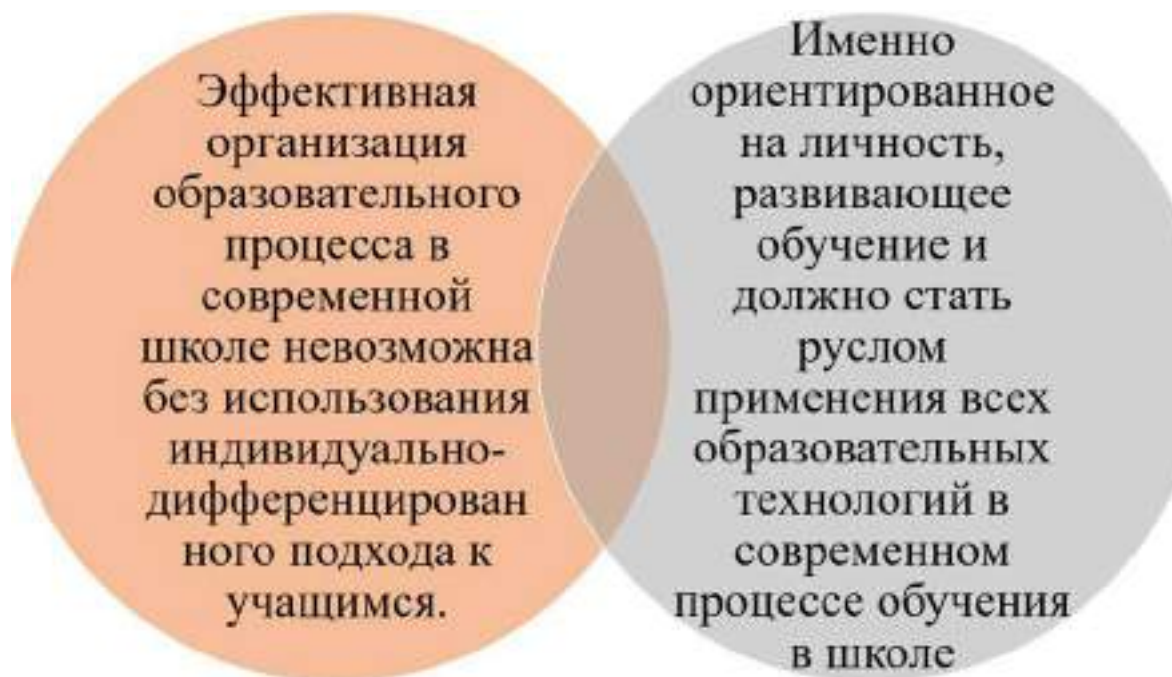 Эффективная
организация
образовательного
процесса в
современной
школе невозможна
без использования
индивидуально-
дифференцирован
ного подхода к
учащимся.
Именно
ориентированное
на личность,
развивающее
обучение и
должно стать
руслом
применения всех
образовательных
технологий в
современном
процессе обучения
в школе